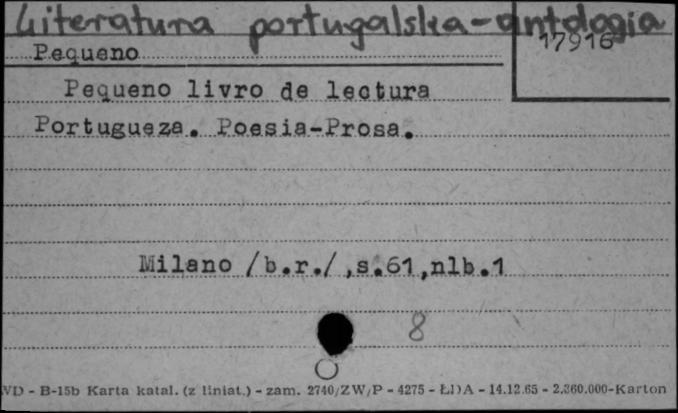 Literatura portugalska-antologia
17916
Pequeno
Pequeno livro de lectura
Portugueza. Poesia-Prosa.
Milano /b.r./,s.61,nlb.1
8
WD - B-15b Karta katal. (z liniat.) - zam. 2740/ZW/P - 4275 - ŁDA - 14.12.65 - 2.360.000-Karton